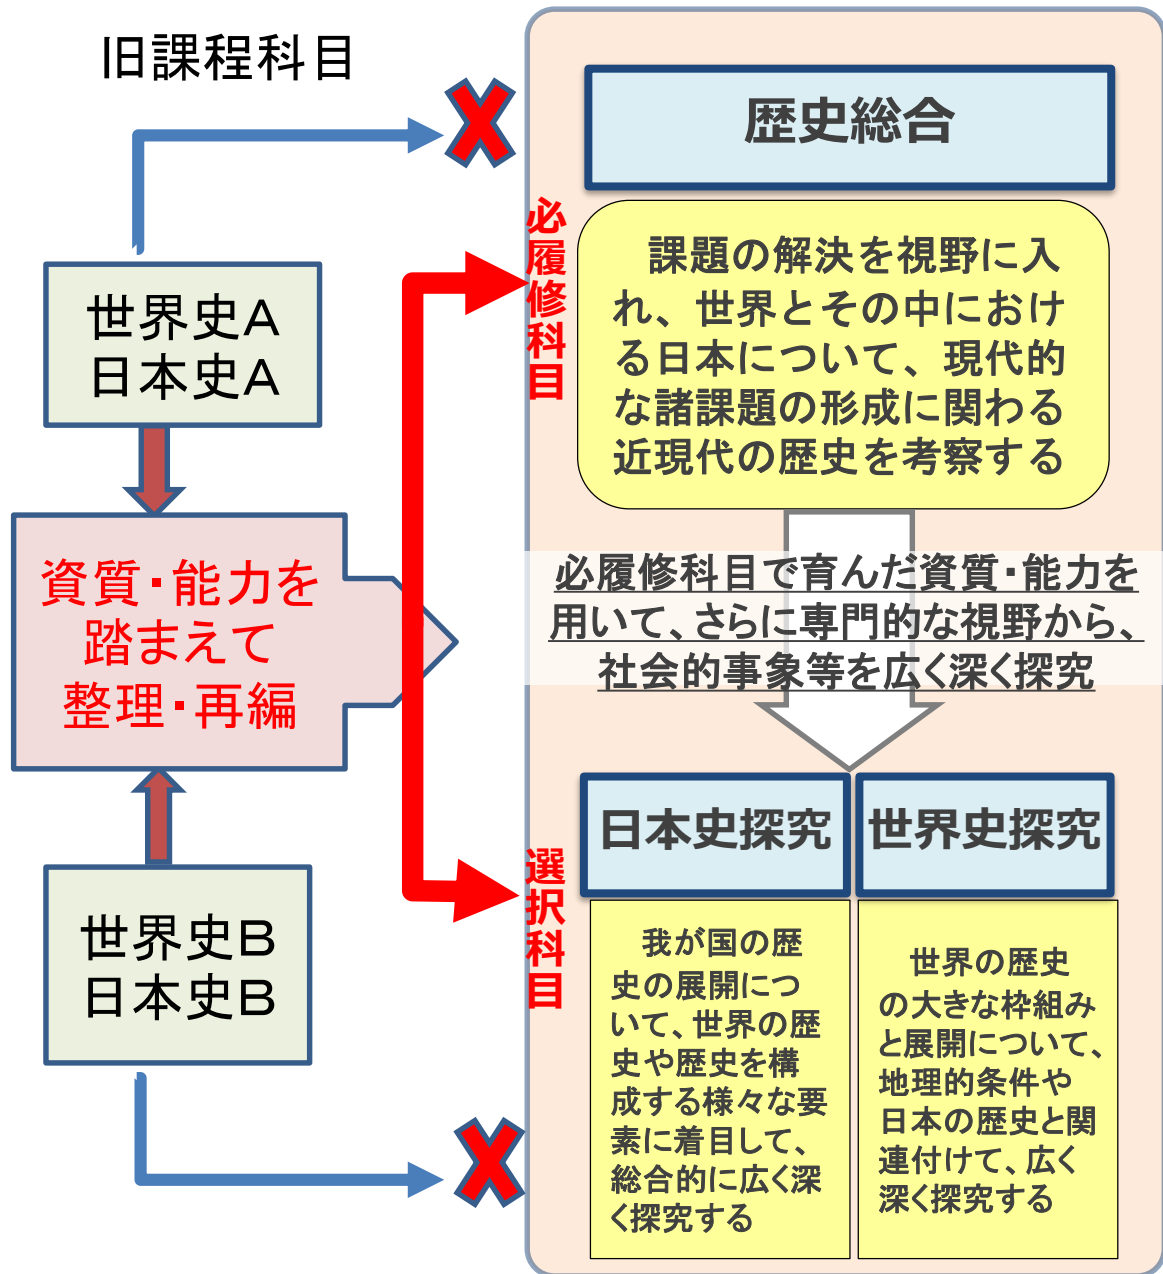 旧課程科目
世界史A
日本史A
資質・能力を
踏まえて
整理・再編
世界史B
日本史B
歴史総合
必履修科目
課題の解決を視野に入
れ、世界とその中におけ
る日本について、現代的
な諸課題の形成に関わる
近現代の歴史を考察する
必履修科目で育んだ資質・能力を
用いて、さらに専門的な視野から、
社会的事象等を広く深く探究
選択科目
日本史探究
我が国の歴
史の展開につ
いて、世界の歴
史や歴史を構
成する様々な要
素に着目して、
総合的に広く深
く探究する
世界史探究
世界の歴史
の大きな枠組み
と展開について、
地理的条件や
日本の歴史と関
連付けて、広く
深く探究する